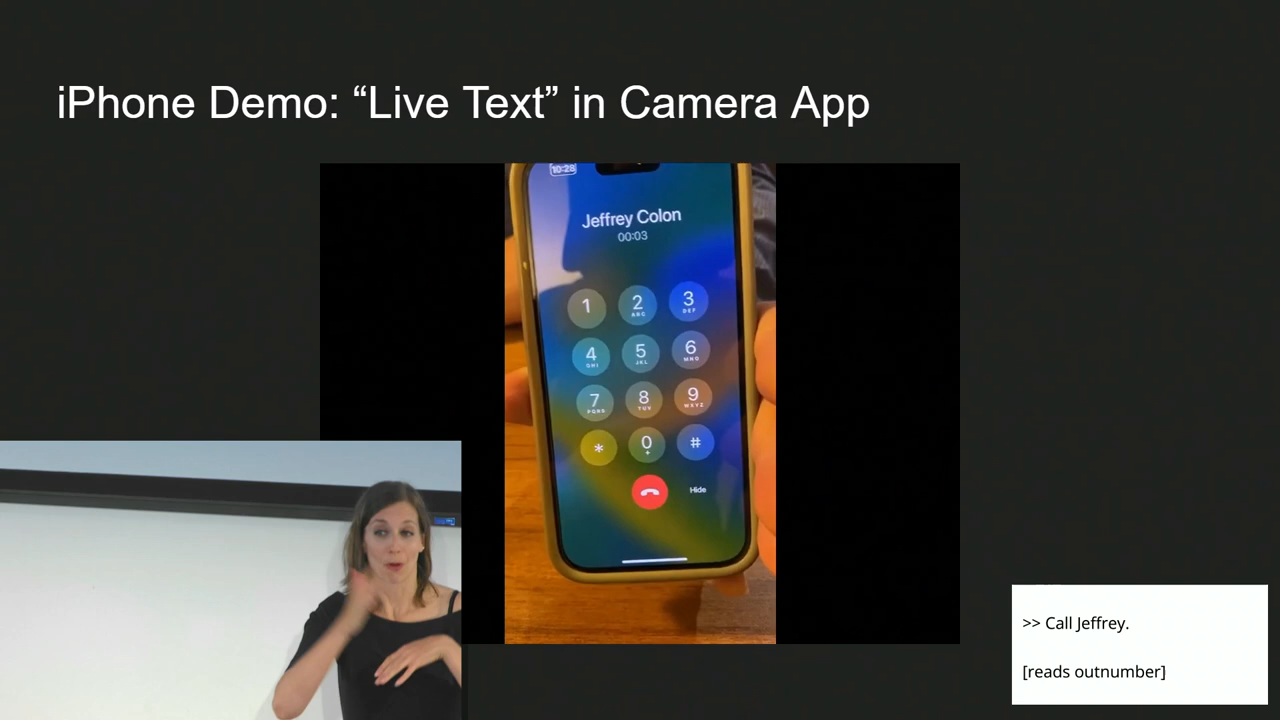 iPhone Demo: “Live Text” in Camera App
10:28
Jeffrey Colon
00:03
1
2
ABC
3
DEF
4
GHI
5
JKL
6
MNO
7
PQRS
8
TUV
9
WXYZ
*
0
+
#
Hide
>> Call Jeffrey.
[reads outnumber]